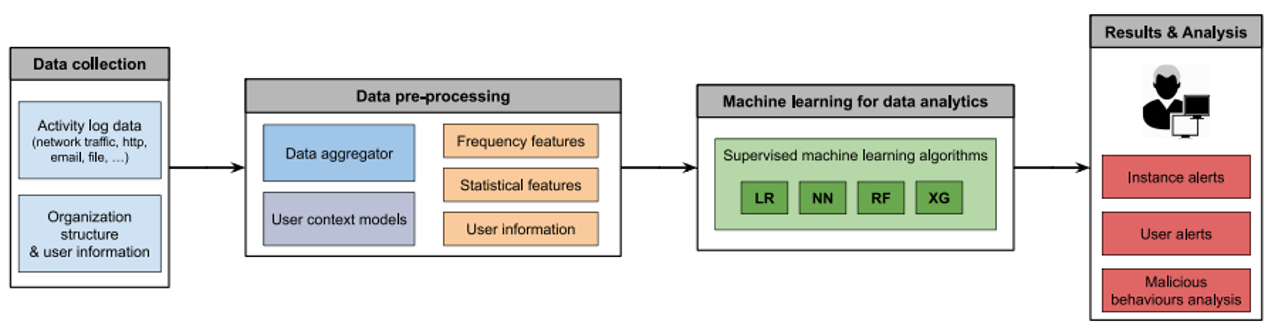 Data collection
Activity log data
(network traffic, http,
email, file, ...)
Organization
structure
& user information
Data pre-processing
Data aggregator
User context models
Frequency features
Statistical features
User information
Machine learning for data analytics
Supervised machine learning algorithms
LR
NN
RF
XG
Results & Analysis
Instance alerts
User alerts
Malicious
behaviours analysis